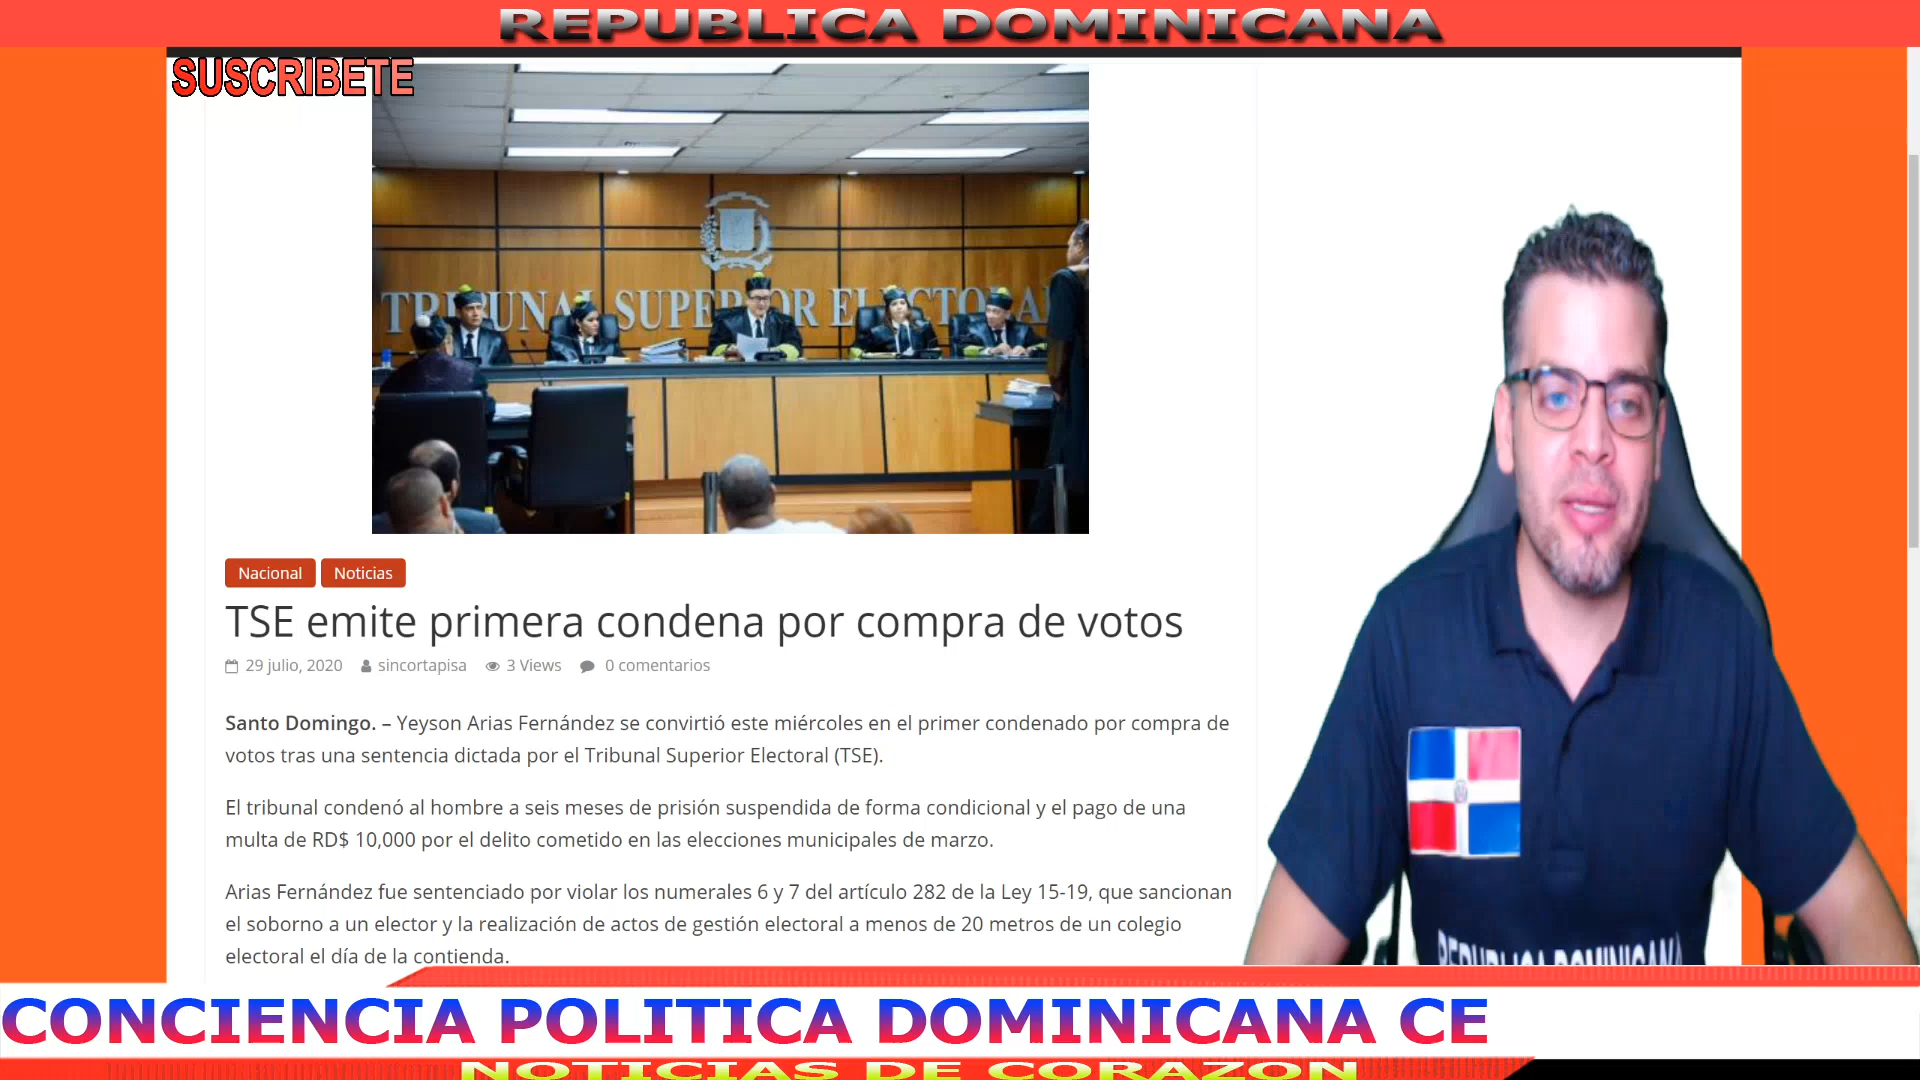 REPUBLICA DOMINICANA
SUSCRIBETE
TRIBUNAL SUPERIOR ELECTORAL
Nacional Noticias
TSE emite primera condena por compra de votos
29 julio, 2020 sincortapisa 3 Views 0 comentarios
Santo Domingo. – Yeyson Arias Fernández se convirtió este miércoles en el primer condenado por compra de
votos tras una sentencia dictada por el Tribunal Superior Electoral (TSE).
El tribunal condenó al hombre a seis meses de prisión suspendida de forma condicional y el pago de una
multa de RD$ 10,000 por el delito cometido en las elecciones municipales de marzo.
Arias Fernández fue sentenciado por violar los numerales 6 y 7 del artículo 282 de la Ley 15-19, que sancionan
el soborno a un elector y la realización de actos de gestión electoral a menos de 20 metros de un colegio
electoral el día de la contienda.
REPUBLICA DOMINICANA
CONCIENCIA POLITICA DOMINICANA CE
NOTICIAS DE CORAZON